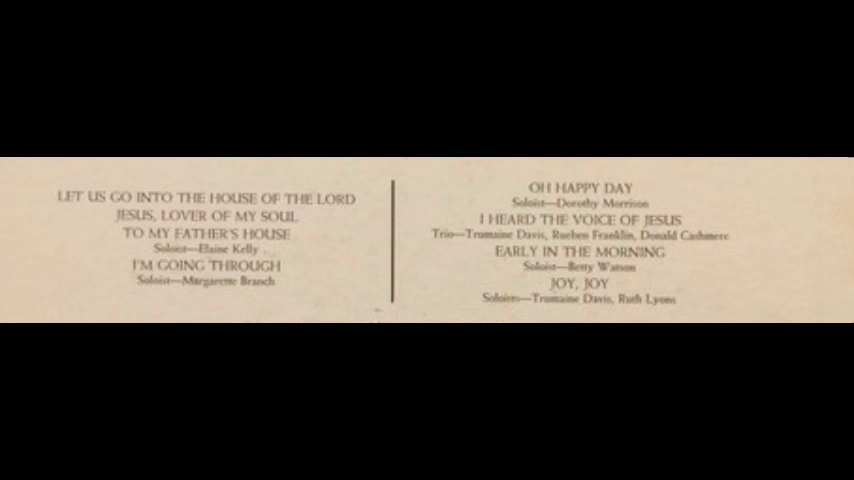 LET US GO INTO THE HOUSE OF THE LORD
JESUS, LOVER OF MY SOUL
TO MY FATHER'S HOUSE
Soloist—Elaine Kelly
I'M GOING THROUGH
Soloist—Margarette Branch
OH HAPPY DAY
Soloist—Dorothy Morrison
I HEARD THE VOICE OF JESUS
Trio—Tramaine Davis, Rueben Franklin, Donald Cashmere
EARLY IN THE MORNING
Soloist—Betty Watson
JOY, JOY
Soloists—Tramaine Davis, Ruth Lyons